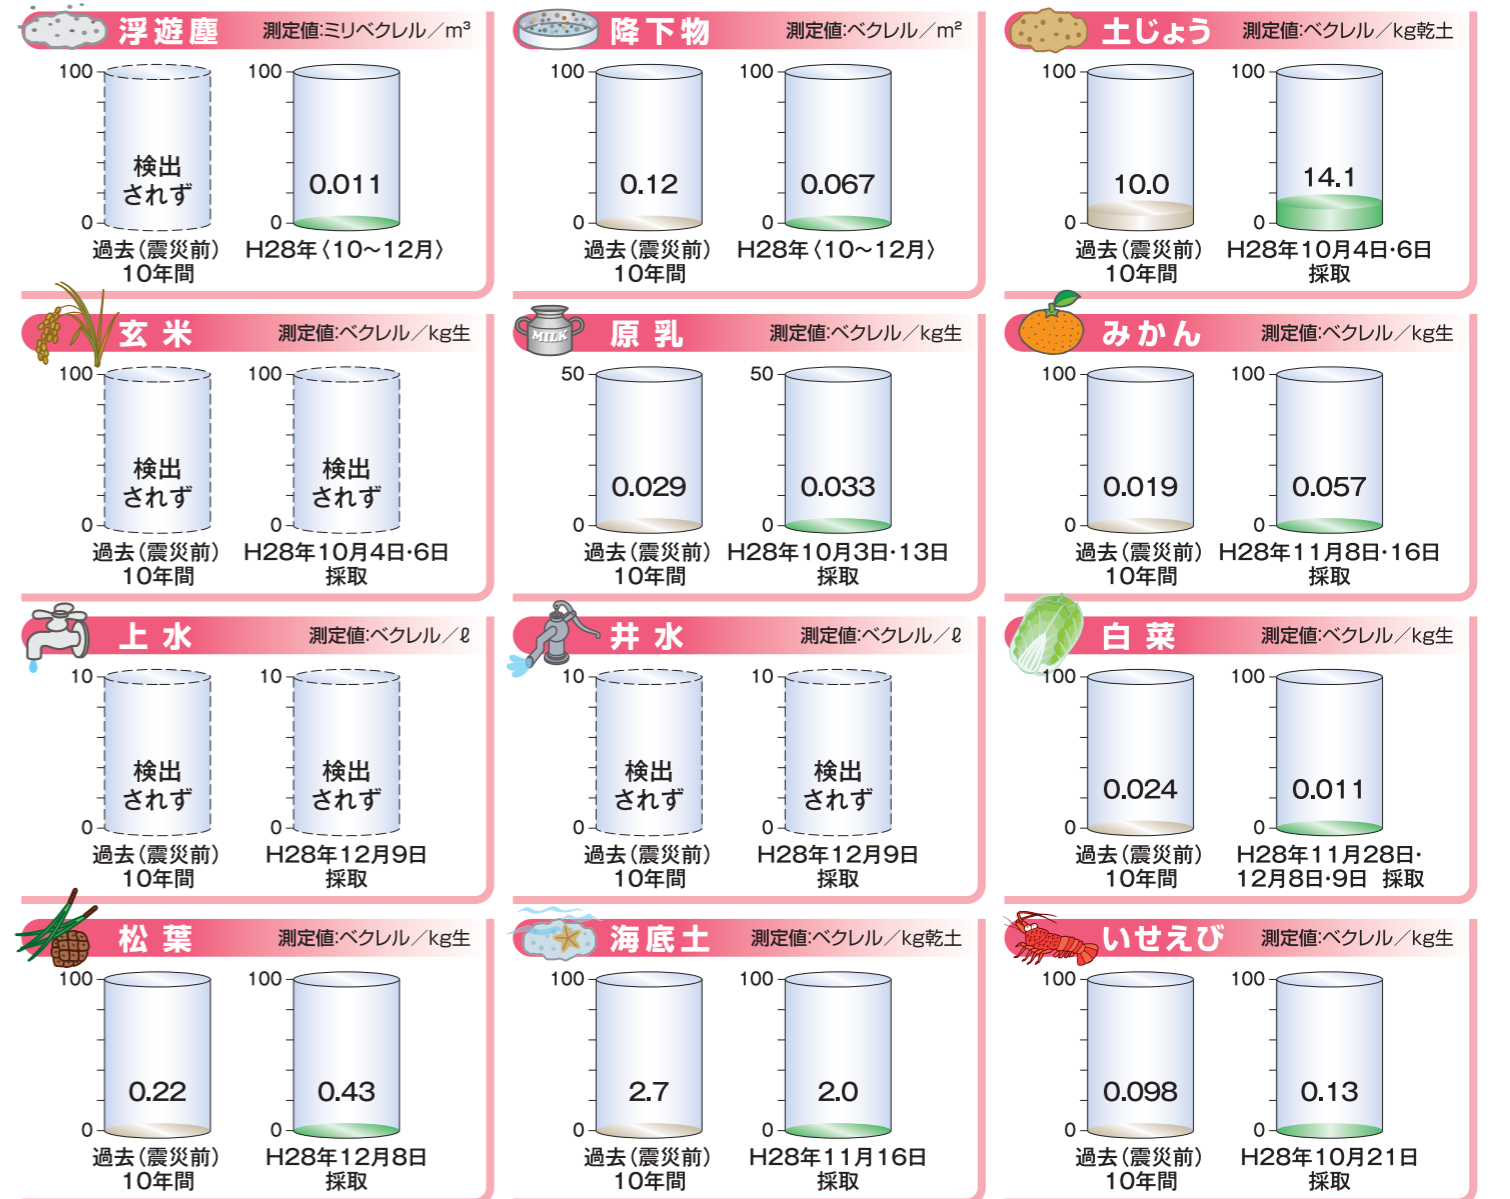 浮遊塵 測定値:ミリベクレル／m³
100
0
検出
されず
過去(震災前)
10年間
100
0
0.011
H28年〈10〜12月〉
降下物 測定値:ベクレル／m²
100
0
0.12
過去(震災前)
10年間
100
0
0.067
H28年〈10〜12月〉
土じょう 測定値:ベクレル／kg乾土
100
0
10.0
過去(震災前)
10年間
100
0
14.1
H28年10月4日・6日
採取
玄米 測定値:ベクレル／kg生
100
0
検出
されず
過去(震災前)
10年間
100
0
検出
されず
H28年10月4日・6日
採取
MILK
原乳 測定値:ベクレル／kg生
50
0
0.029
過去(震災前)
10年間
50
0
0.033
H28年10月3日・13日
採取
みかん 測定値:ベクレル／kg生
100
0
0.019
過去(震災前)
10年間
100
0
0.057
H28年11月8日・16日
採取
上水 測定値:ベクレル／ℓ
10
0
検出
されず
過去(震災前)
10年間
10
0
検出
されず
H28年12月9日
採取
井水 測定値:ベクレル／ℓ
10
0
検出
されず
過去(震災前)
10年間
10
0
検出
されず
H28年12月9日
採取
白菜 測定値:ベクレル／kg生
100
0
0.024
過去(震災前)
10年間
100
0
0.011
H28年11月28日・
12月8日・9日 採取
松葉 測定値:ベクレル／kg生
100
0
0.22
過去(震災前)
10年間
100
0
0.43
H28年12月8日
採取
海底土 測定値:ベクレル／kg乾土
100
0
2.7
過去(震災前)
10年間
100
0
2.0
H28年11月16日
採取
いせえび 測定値:ベクレル／kg生
100
0
0.098
過去(震災前)
10年間
100
0
0.13
H28年10月21日
採取